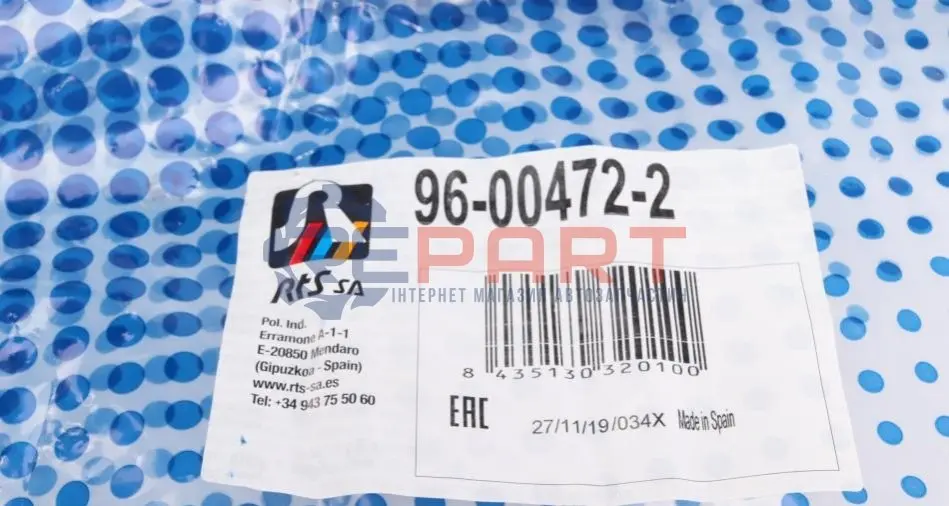 96-00472-2
RTS SA
EPART
ІНТЕРНЕТ МАГАЗИН АВТОЗАПЧАСТИН
Pol. Ind.
Erramone A-1-1
E-20850 Mendaro
(Gipuzkoa - Spain)
www.rts-sa.es
Tel: +34 943 75 50 60
8 435130 320100
EAC
27/11/19/034X Made in Spain